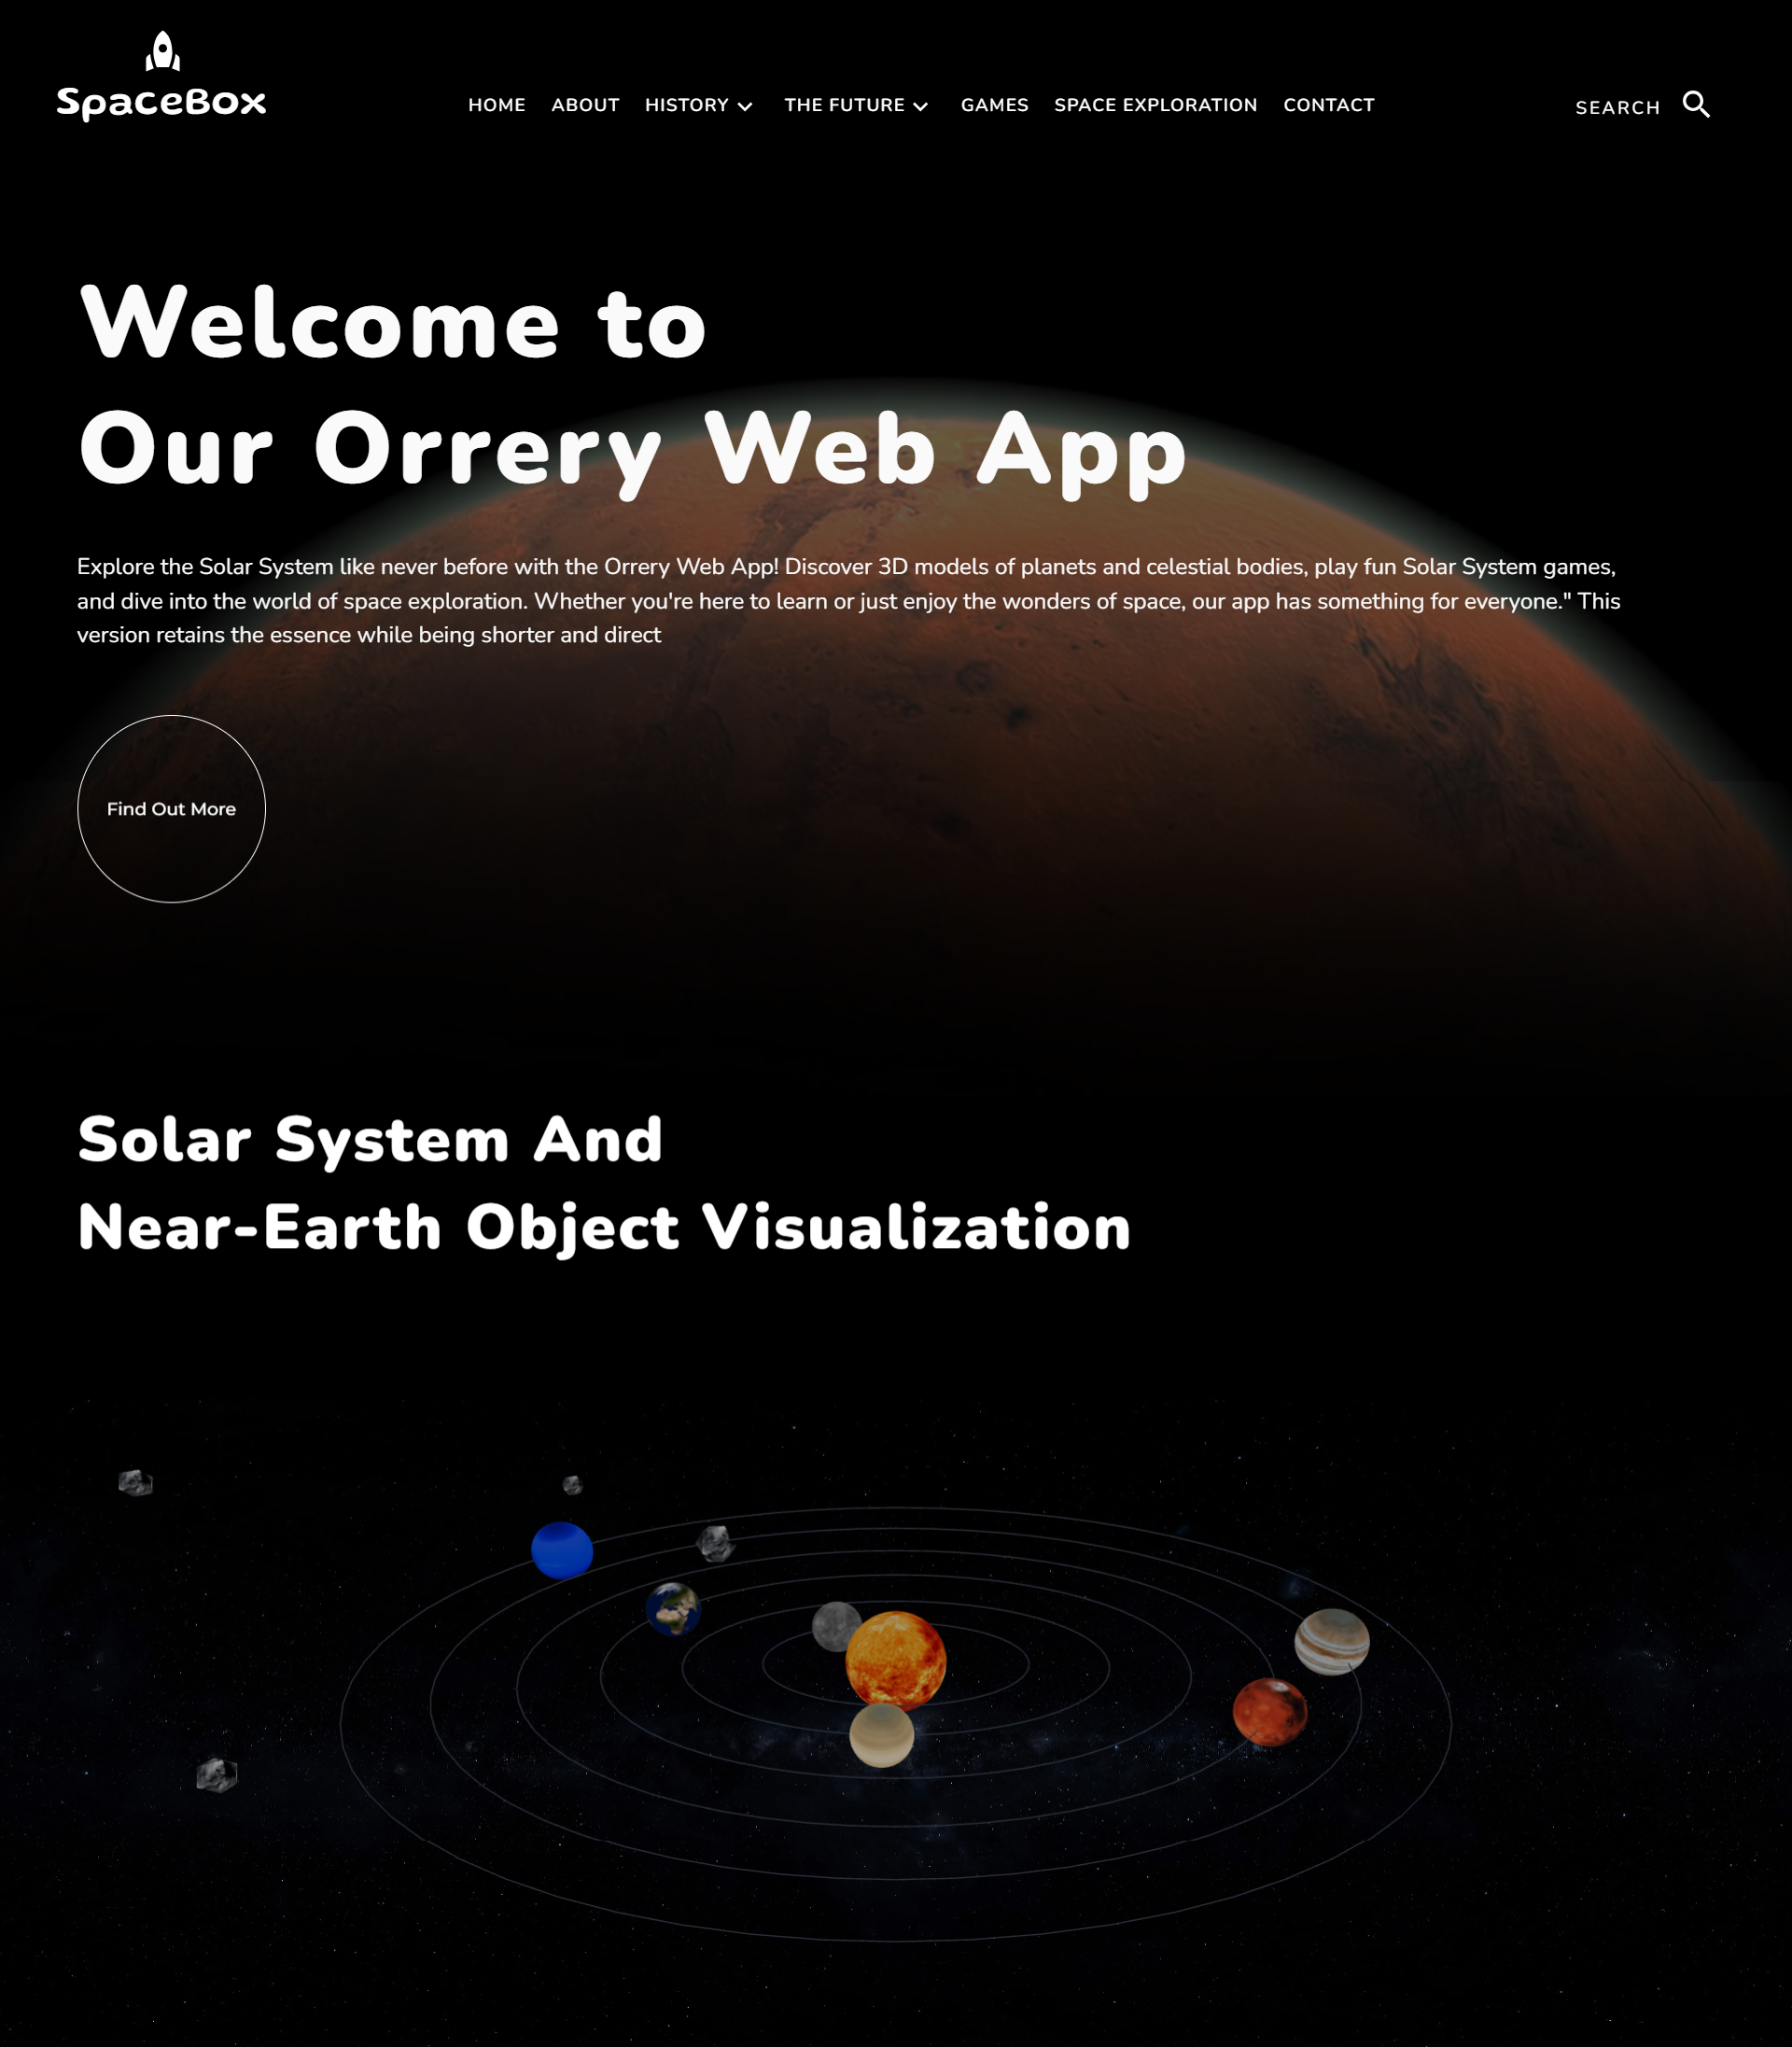 SpaceBox
HOME ABOUT HISTORY THE FUTURE GAMES SPACE EXPLORATION CONTACT
SEARCH
Welcome to
Our Orrery Web App
Explore the Solar System like never before with the Orrery Web App! Discover 3D models of planets and celestial bodies, play fun Solar System games,
and dive into the world of space exploration. Whether you're here to learn or just enjoy the wonders of space, our app has something for everyone." This
version retains the essence while being shorter and direct
Find Out More
Solar System And
Near-Earth Object Visualization